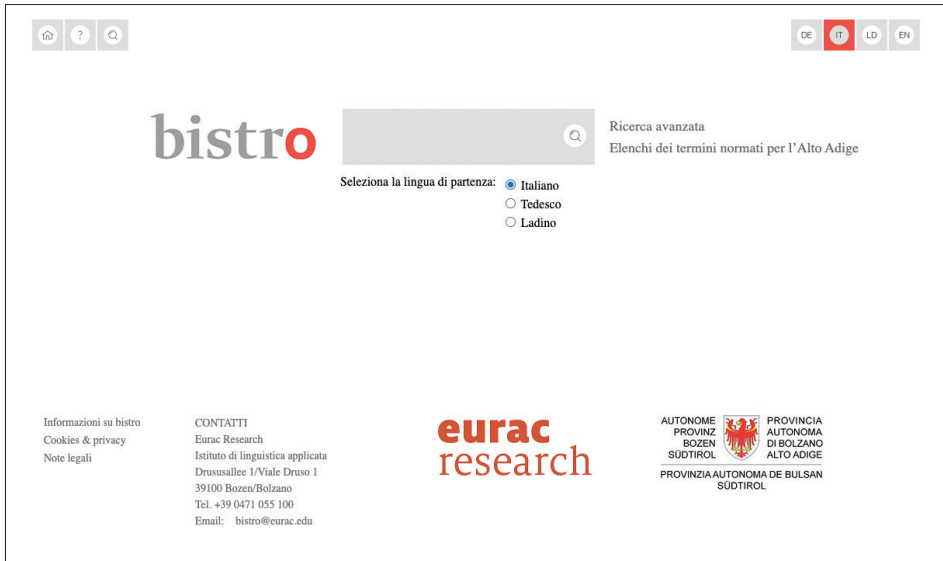 ?
DE IT LD EN
bistro
Ricerca avanzata
Elenchi dei termini normati per l'Alto Adige
Seleziona la lingua di partenza:
Italiano
Tedesco
Ladino
Informazioni su bistro
Cookies & privacy
Note legali
CONTATTI
Eurac Research
Istituto di linguistica applicata
Drususallee 1/Viale Druso 1
39100 Bozen/Bolzano
Tel. +39 0471 055 100
Email: bistro@eurac.edu
eurac
research
AUTONOME
PROVINZ
BOZEN
SÜDTIROL
PROVINCIA
AUTONOMA
DI BOLZANO
ALTO ADIGE
PROVINZIA AUTONOMA DE BULSAN
SÜDTIROL